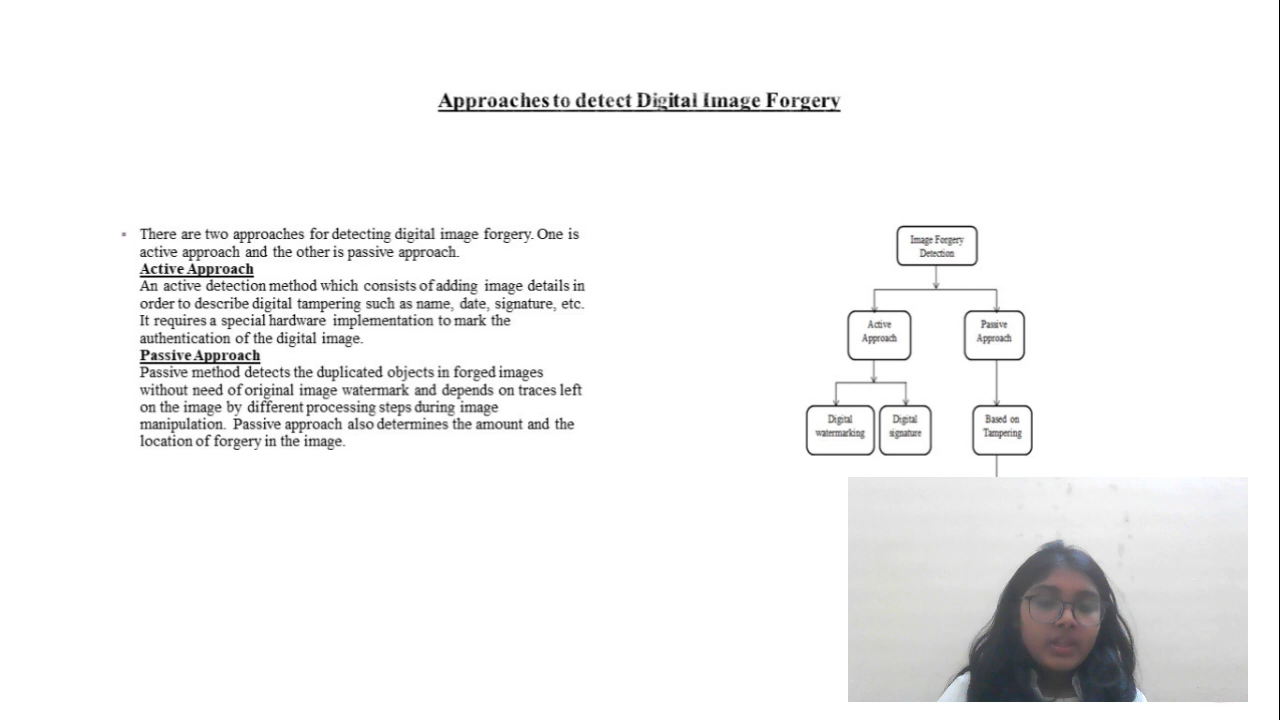 Approaches to detect Digital Image Forgery
There are two approaches for detecting digital image forgery. One is
active approach and the other is passive approach.
Active Approach
An active detection method which consists of adding image details in
order to describe digital tampering such as name, date, signature, etc.
It requires a special hardware implementation to mark the
authentication of the digital image.
Passive Approach
Passive method detects the duplicated objects in forged images
without need of original image watermark and depends on traces left
on the image by different processing steps during image
manipulation. Passive approach also determines the amount and the
location of forgery in the image.
Image Forgery
Detection
Active
Approach
Passive
Approach
Digital
watermarking
Digital
signature
Based on
Tampering